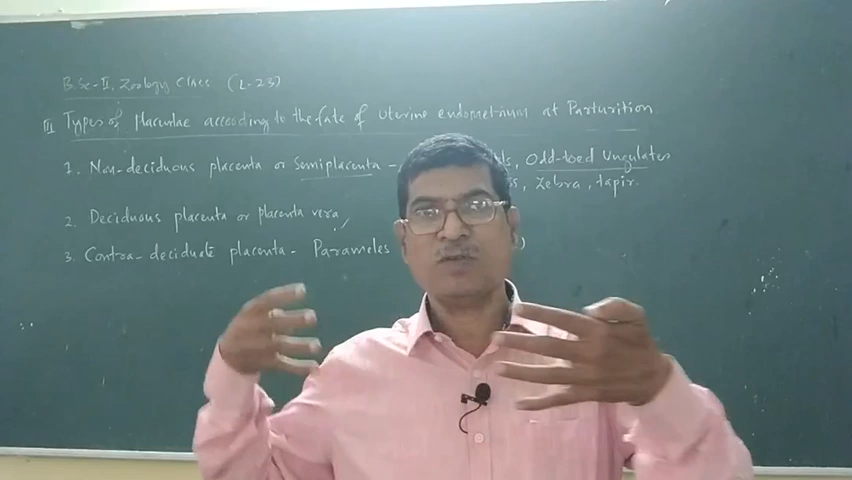 B.Sc-II, Zoology Class (L-23)
III Types of Placentae according to the fate of Uterine endometrium at Parturition
1. Non-deciduous placenta or Semiplacenta - Odd-toed Ungulates
Zebra, tapir.
2. Deciduous placenta or placenta vera
3. Contra-deciduate placenta - Parameles